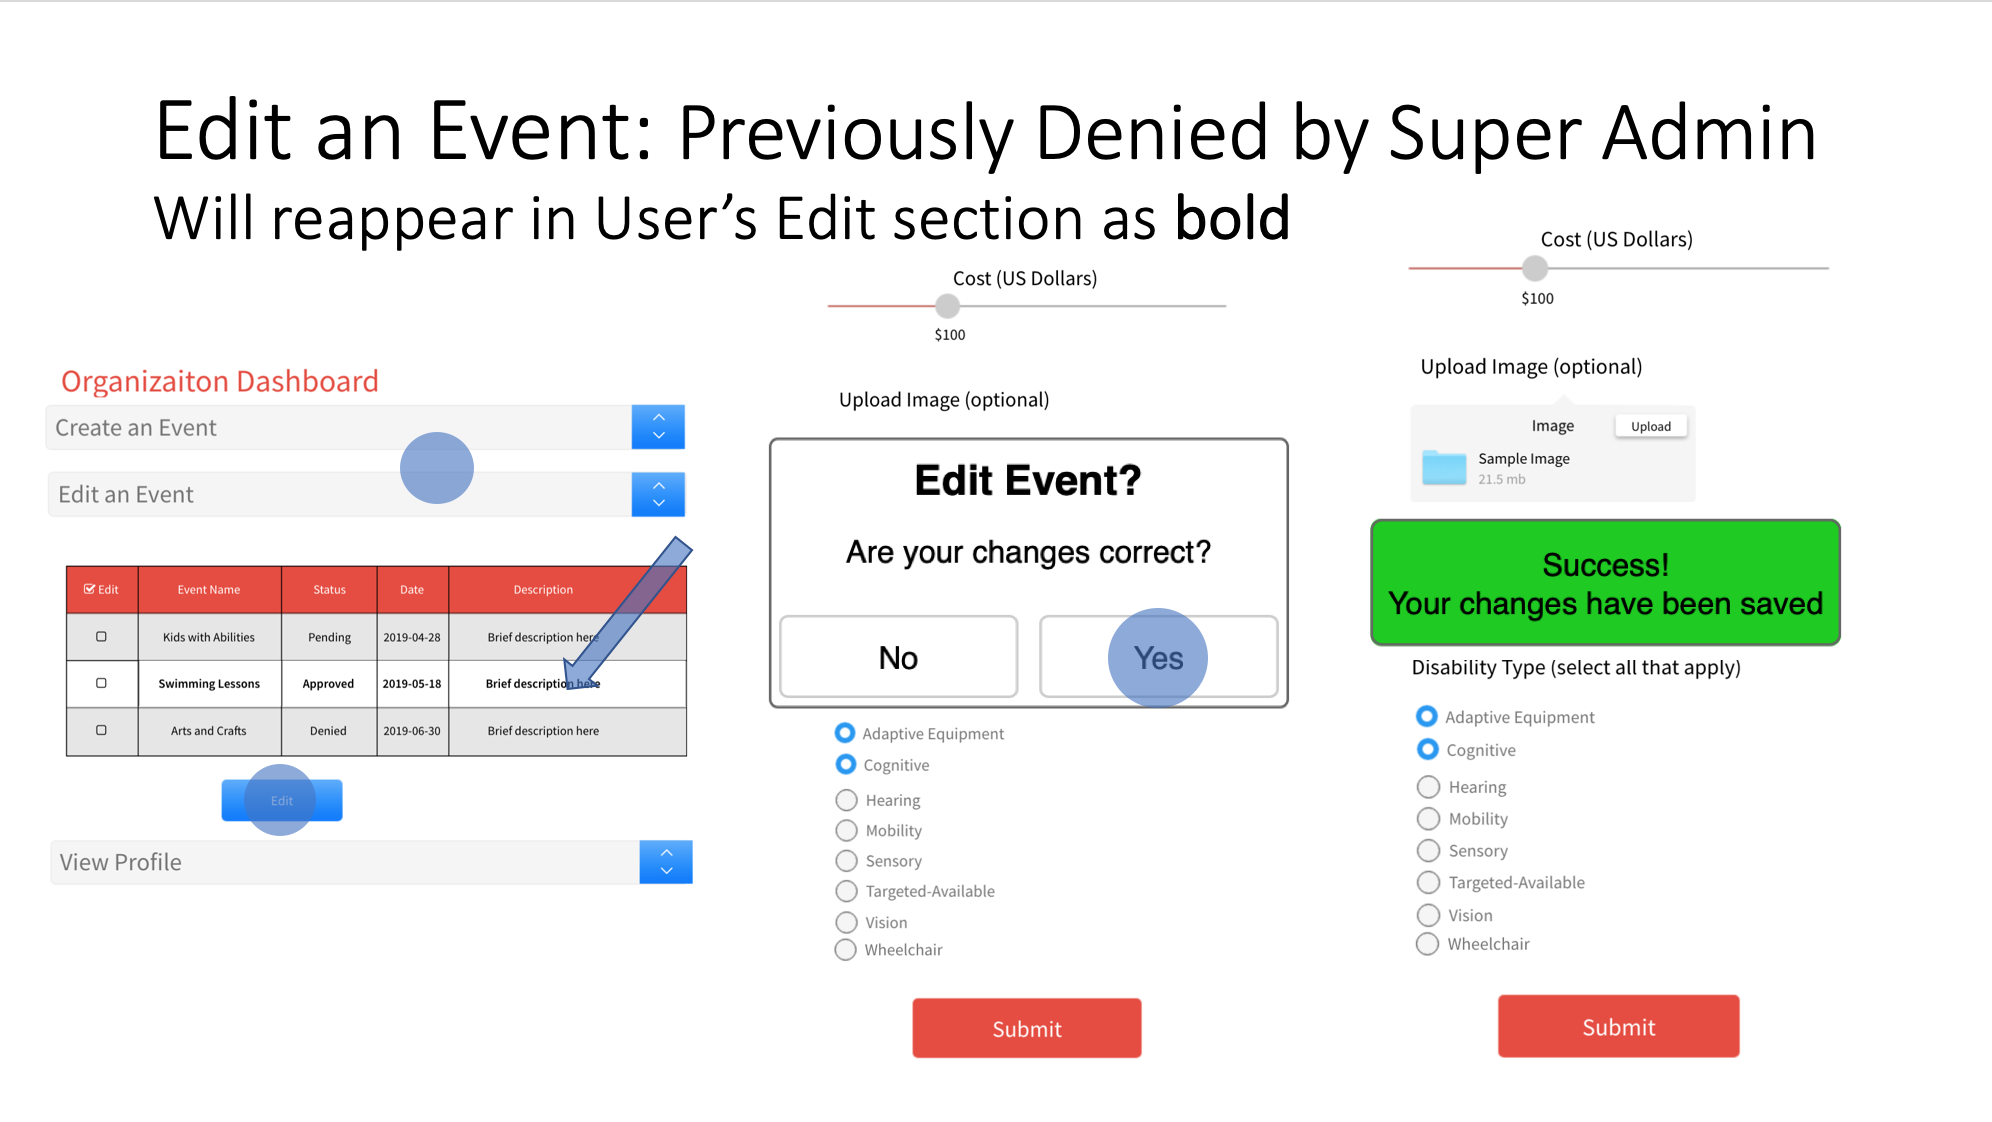 Edit an Event: Previously Denied by Super Admin
Will reappear in User’s Edit section as bold
Organizaiton Dashboard
Create an Event
Edit an Event
Edit Event Name Status Date Description
Kids with Abilities Pending 2019-04-28 Brief description here
Swimming Lessons Approved 2019-05-18 Brief description here
Arts and Crafts Denied 2019-06-30 Brief description here
Edit
View Profile
Cost (US Dollars)
$100
Upload Image (optional)
Edit Event?
Are your changes correct?
No Yes
Adaptive Equipment
Cognitive
Hearing
Mobility
Sensory
Targeted-Available
Vision
Wheelchair
Submit
Cost (US Dollars)
$100
Upload Image (optional)
Image Upload
Sample Image
21.5 mb
Success!
Your changes have been saved
Disability Type (select all that apply)
Adaptive Equipment
Cognitive
Hearing
Mobility
Sensory
Targeted-Available
Vision
Wheelchair
Submit